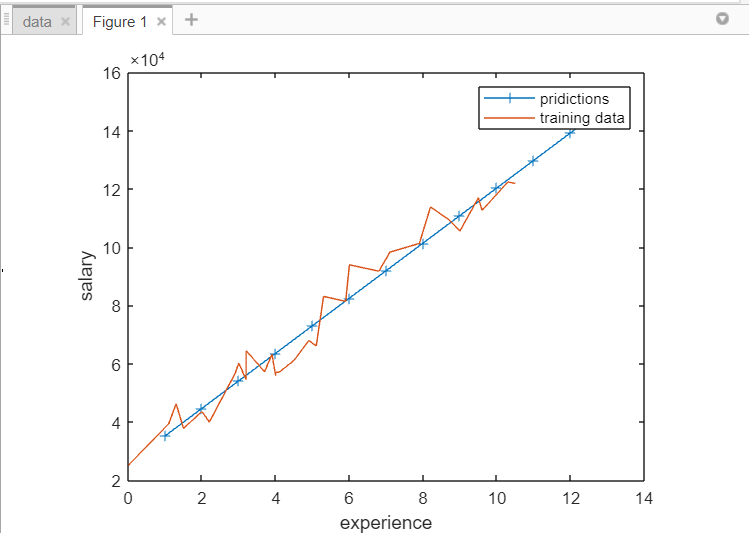 data
Figure 1
×10⁴
16
14
12
10
8
6
4
2
0
2
4
6
8
10
12
14
salary
experience
pridictions
training data